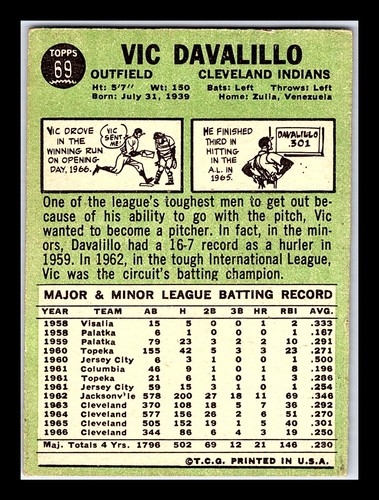 TOPPS
69
VIC DAVALILLO
OUTFIELD CLEVELAND INDIANS
Ht: 5'7" Wt: 150 Bats: Left Throws: Left
Born: July 31, 1939 Home: Zulia, Venezuela
VIC DROVE
IN THE
WINNING RUN
ON OPENING
DAY, 1966.
VIC
SENT
ME!
HE FINISHED
THIRD IN
HITTING
IN THE
A.L. IN
1965.
DAVALILLO
.301
One of the league's toughest men to get out be-
cause of his ability to go with the pitch, Vic
wanted to become a pitcher. In fact, in the min-
ors, Davalillo had a 16-7 record as a hurler in
1959. In 1962, in the tough International League,
Vic was the circuit's batting champion.
MAJOR & MINOR LEAGUE BATTING RECORD
YEAR TEAM AB H 2B 3B HR RBI AVG.
1958 Visalia 15 5 0 0 1 2 .333
1958 Palatka 6 1 0 0 0 1 .167
1959 Palatka 79 23 3 2 2 10 .291
1960 Topeka 155 42 5 3 3 23 .271
1960 Jersey City 6 3 0 1 0 0 .500
1961 Columbia 46 9 1 0 1 8 .196
1961 Topeka 21 6 1 0 0 3 .286
1961 Jersey City 59 15 3 1 0 3 .254
1962 Jacksonv'le 578 200 27 18 11 69 .346
1963 Cleveland 370 108 18 5 7 36 .292
1964 Cleveland 577 156 26 2 6 51 .270
1965 Cleveland 505 152 19 1 5 40 .301
1966 Cleveland 344 86 6 4 3 19 .250
Maj. Totals 4 Yrs. 1796 502 69 12 21 146 .230
©T.C.G. PRINTED IN U.S.A.